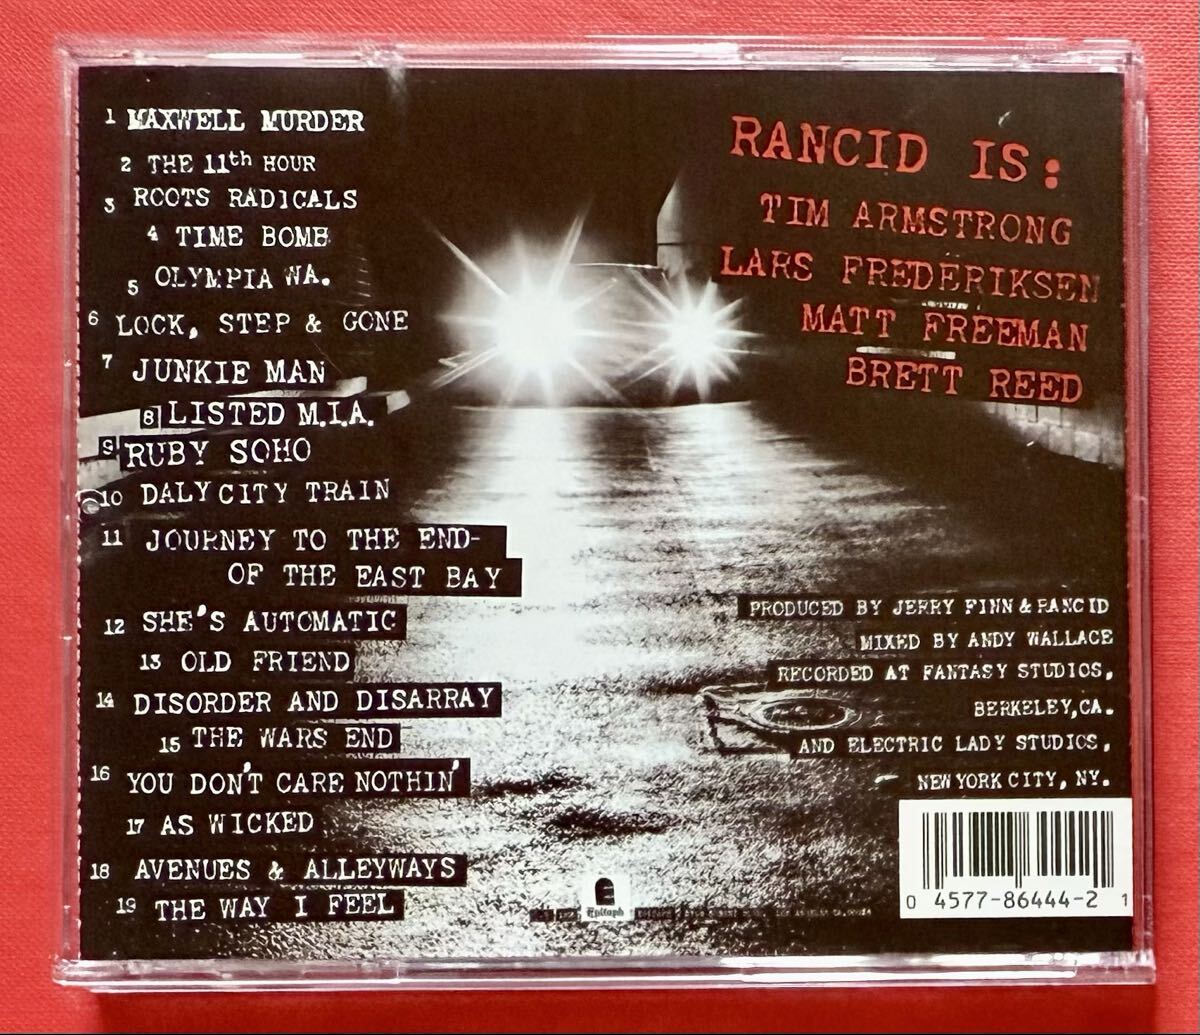 1 MAXWELL MURDER
2 THE 11th HOUR
3 ROOTS RADICALS
4 TIME BOMB
5 OLYMPIA WA.
6 LOCK, STEP & GONE
7 JUNKIE MAN
8 LISTED M.I.A.
9 RUBY SOHO
10 DALY CITY TRAIN
11 JOURNEY TO THE END-
OF THE EAST BAY
12 SHE'S AUTOMATIC
13 OLD FRIEND
14 DISORDER AND DISARRAY
15 THE WARS END
16 YOU DON'T CARE NOTHIN'
17 AS WICKED
18 AVENUES & ALLEYWAYS
19 THE WAY I FEEL
RANCID IS:
TIM ARMSTRONG
LARS FREDERIKSEN
MATT FREEMAN
BRETT REED
PRODUCED BY JERRY FINN & RANCID
MIXED BY ANDY WALLACE
RECORDED AT FANTASY STUDIOS,
BERKELEY, CA.
AND ELECTRIC LADY STUDIOS,
NEW YORK CITY, NY.
0 4577-86444-2 1
Epitaph